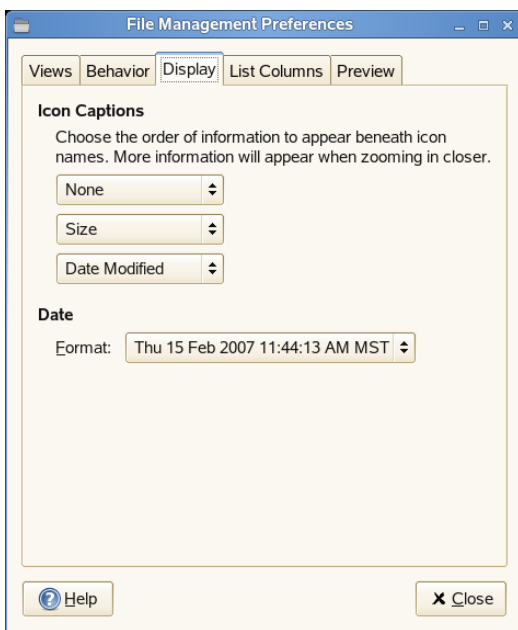 File Management Preferences
Views Behavior Display List Columns Preview
Icon Captions
Choose the order of information to appear beneath icon
names. More information will appear when zooming in closer.
None
Size
Date Modified
Date
Format: Thu 15 Feb 2007 11:44:13 AM MST
Help Close